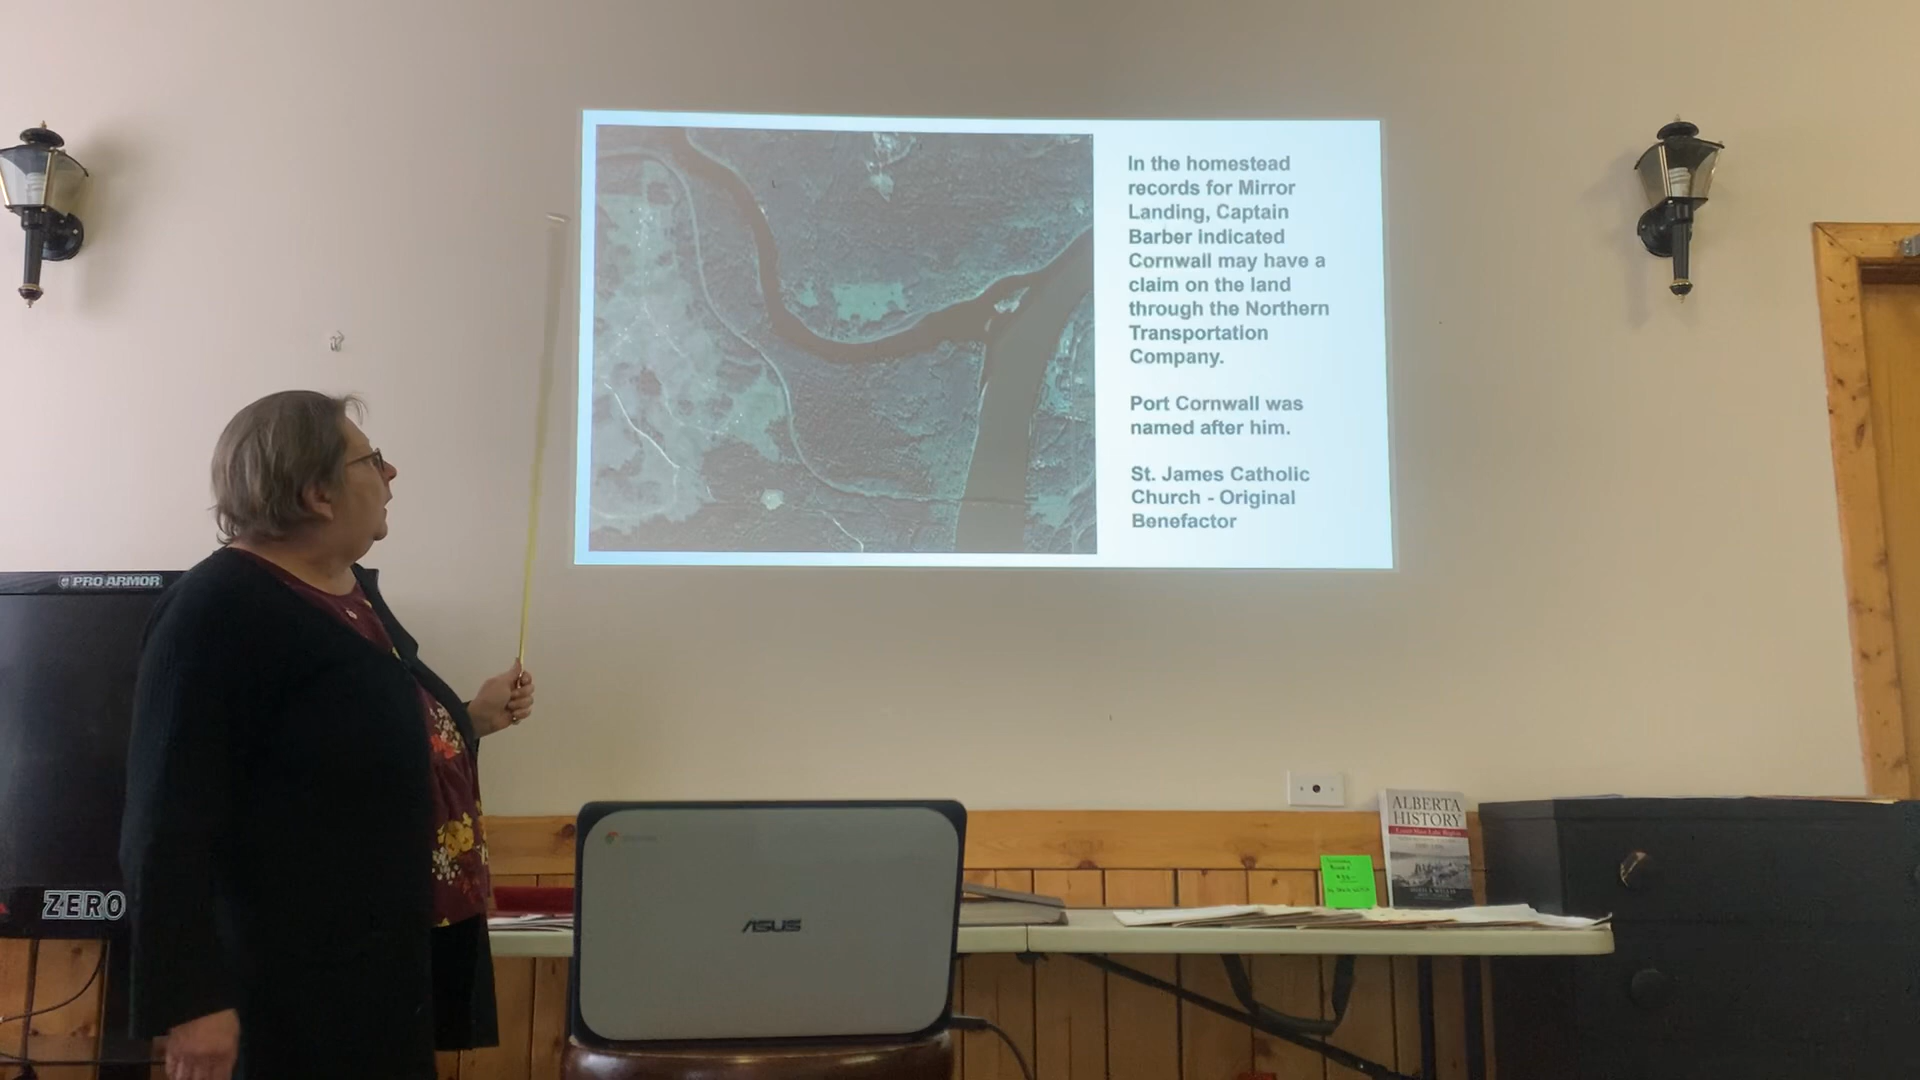 In the homestead
records for Mirror
Landing, Captain
Barber indicated
Cornwall may have a
claim on the land
through the Northern
Transportation
Company.
Port Cornwall was
named after him.
St. James Catholic
Church - Original
Benefactor
PRO ARMOR
ZERO
ASUS
ALBERTA
HISTORY